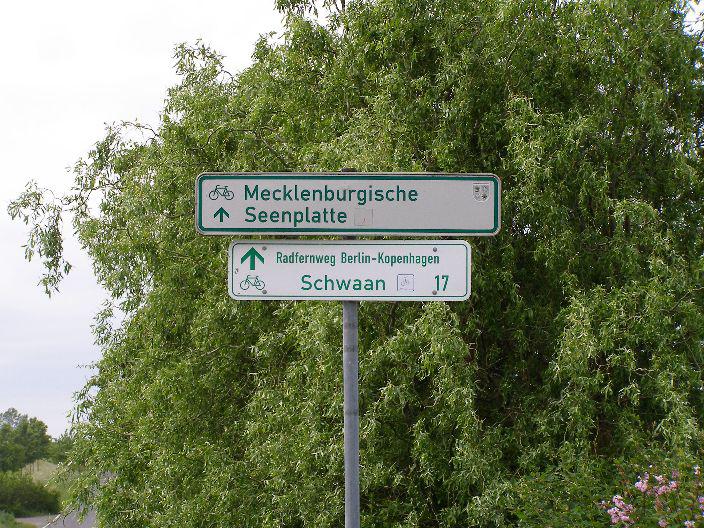 Mecklenburgische
Seenplatte
Radfernweg Berlin-Kopenhagen
Schwaan 17